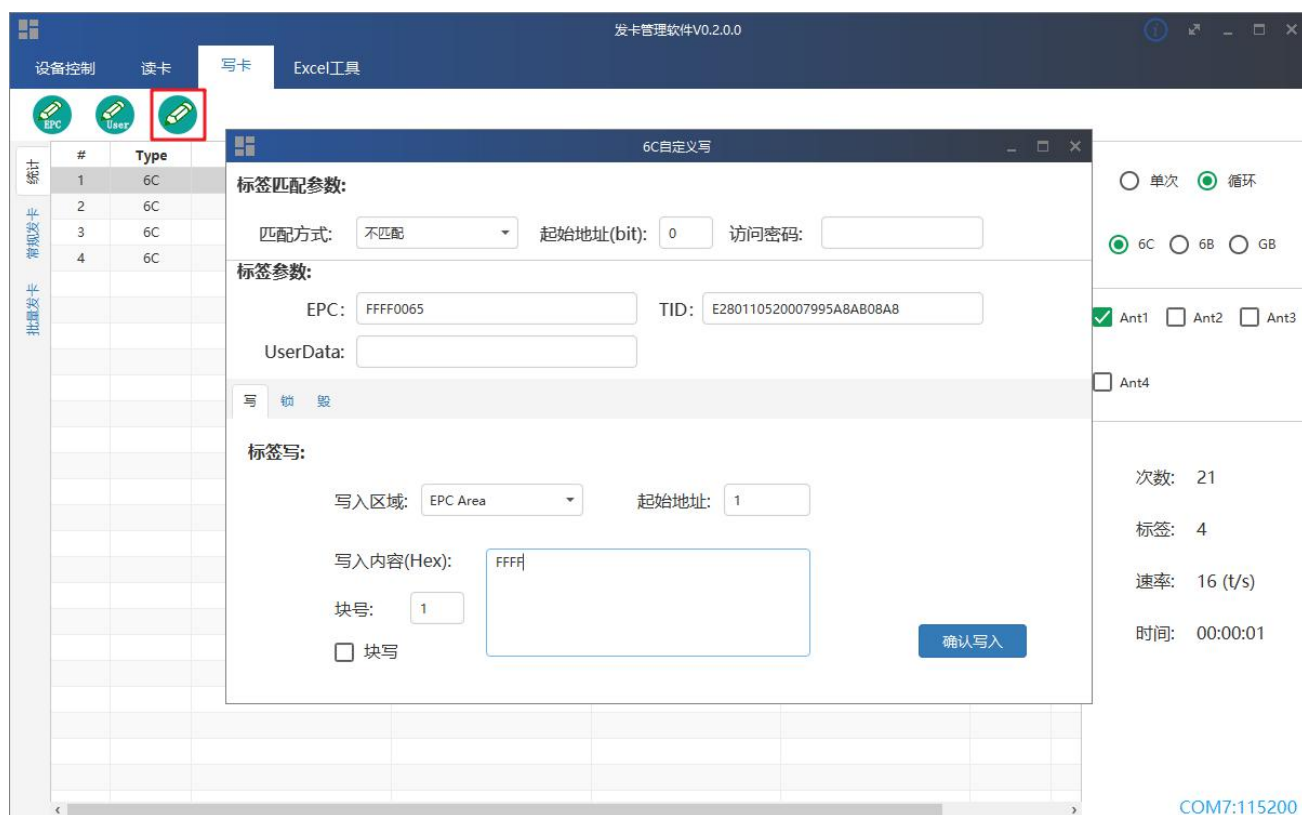 发卡管理软件V0.2.0.0
设备控制 读卡 写卡 Excel工具
EPC User
统计
常规发卡
批量发卡
# Type
1 6C
2 6C
3 6C
4 6C
6C自定义写
标签匹配参数:
匹配方式: 不匹配 起始地址(bit): 0 访问密码:
标签参数:
EPC: FFFF0065 TID: E280110520007995A8AB08A8
UserData:
写 锁 毁
标签写:
写入区域: EPC Area 起始地址: 1
写入内容(Hex): FFFF
块号: 1
块写
确认写入
单次 循环
6C 6B GB
Ant1 Ant2 Ant3
Ant4
次数: 21
标签: 4
速率: 16 (t/s)
时间: 00:00:01
COM7:115200